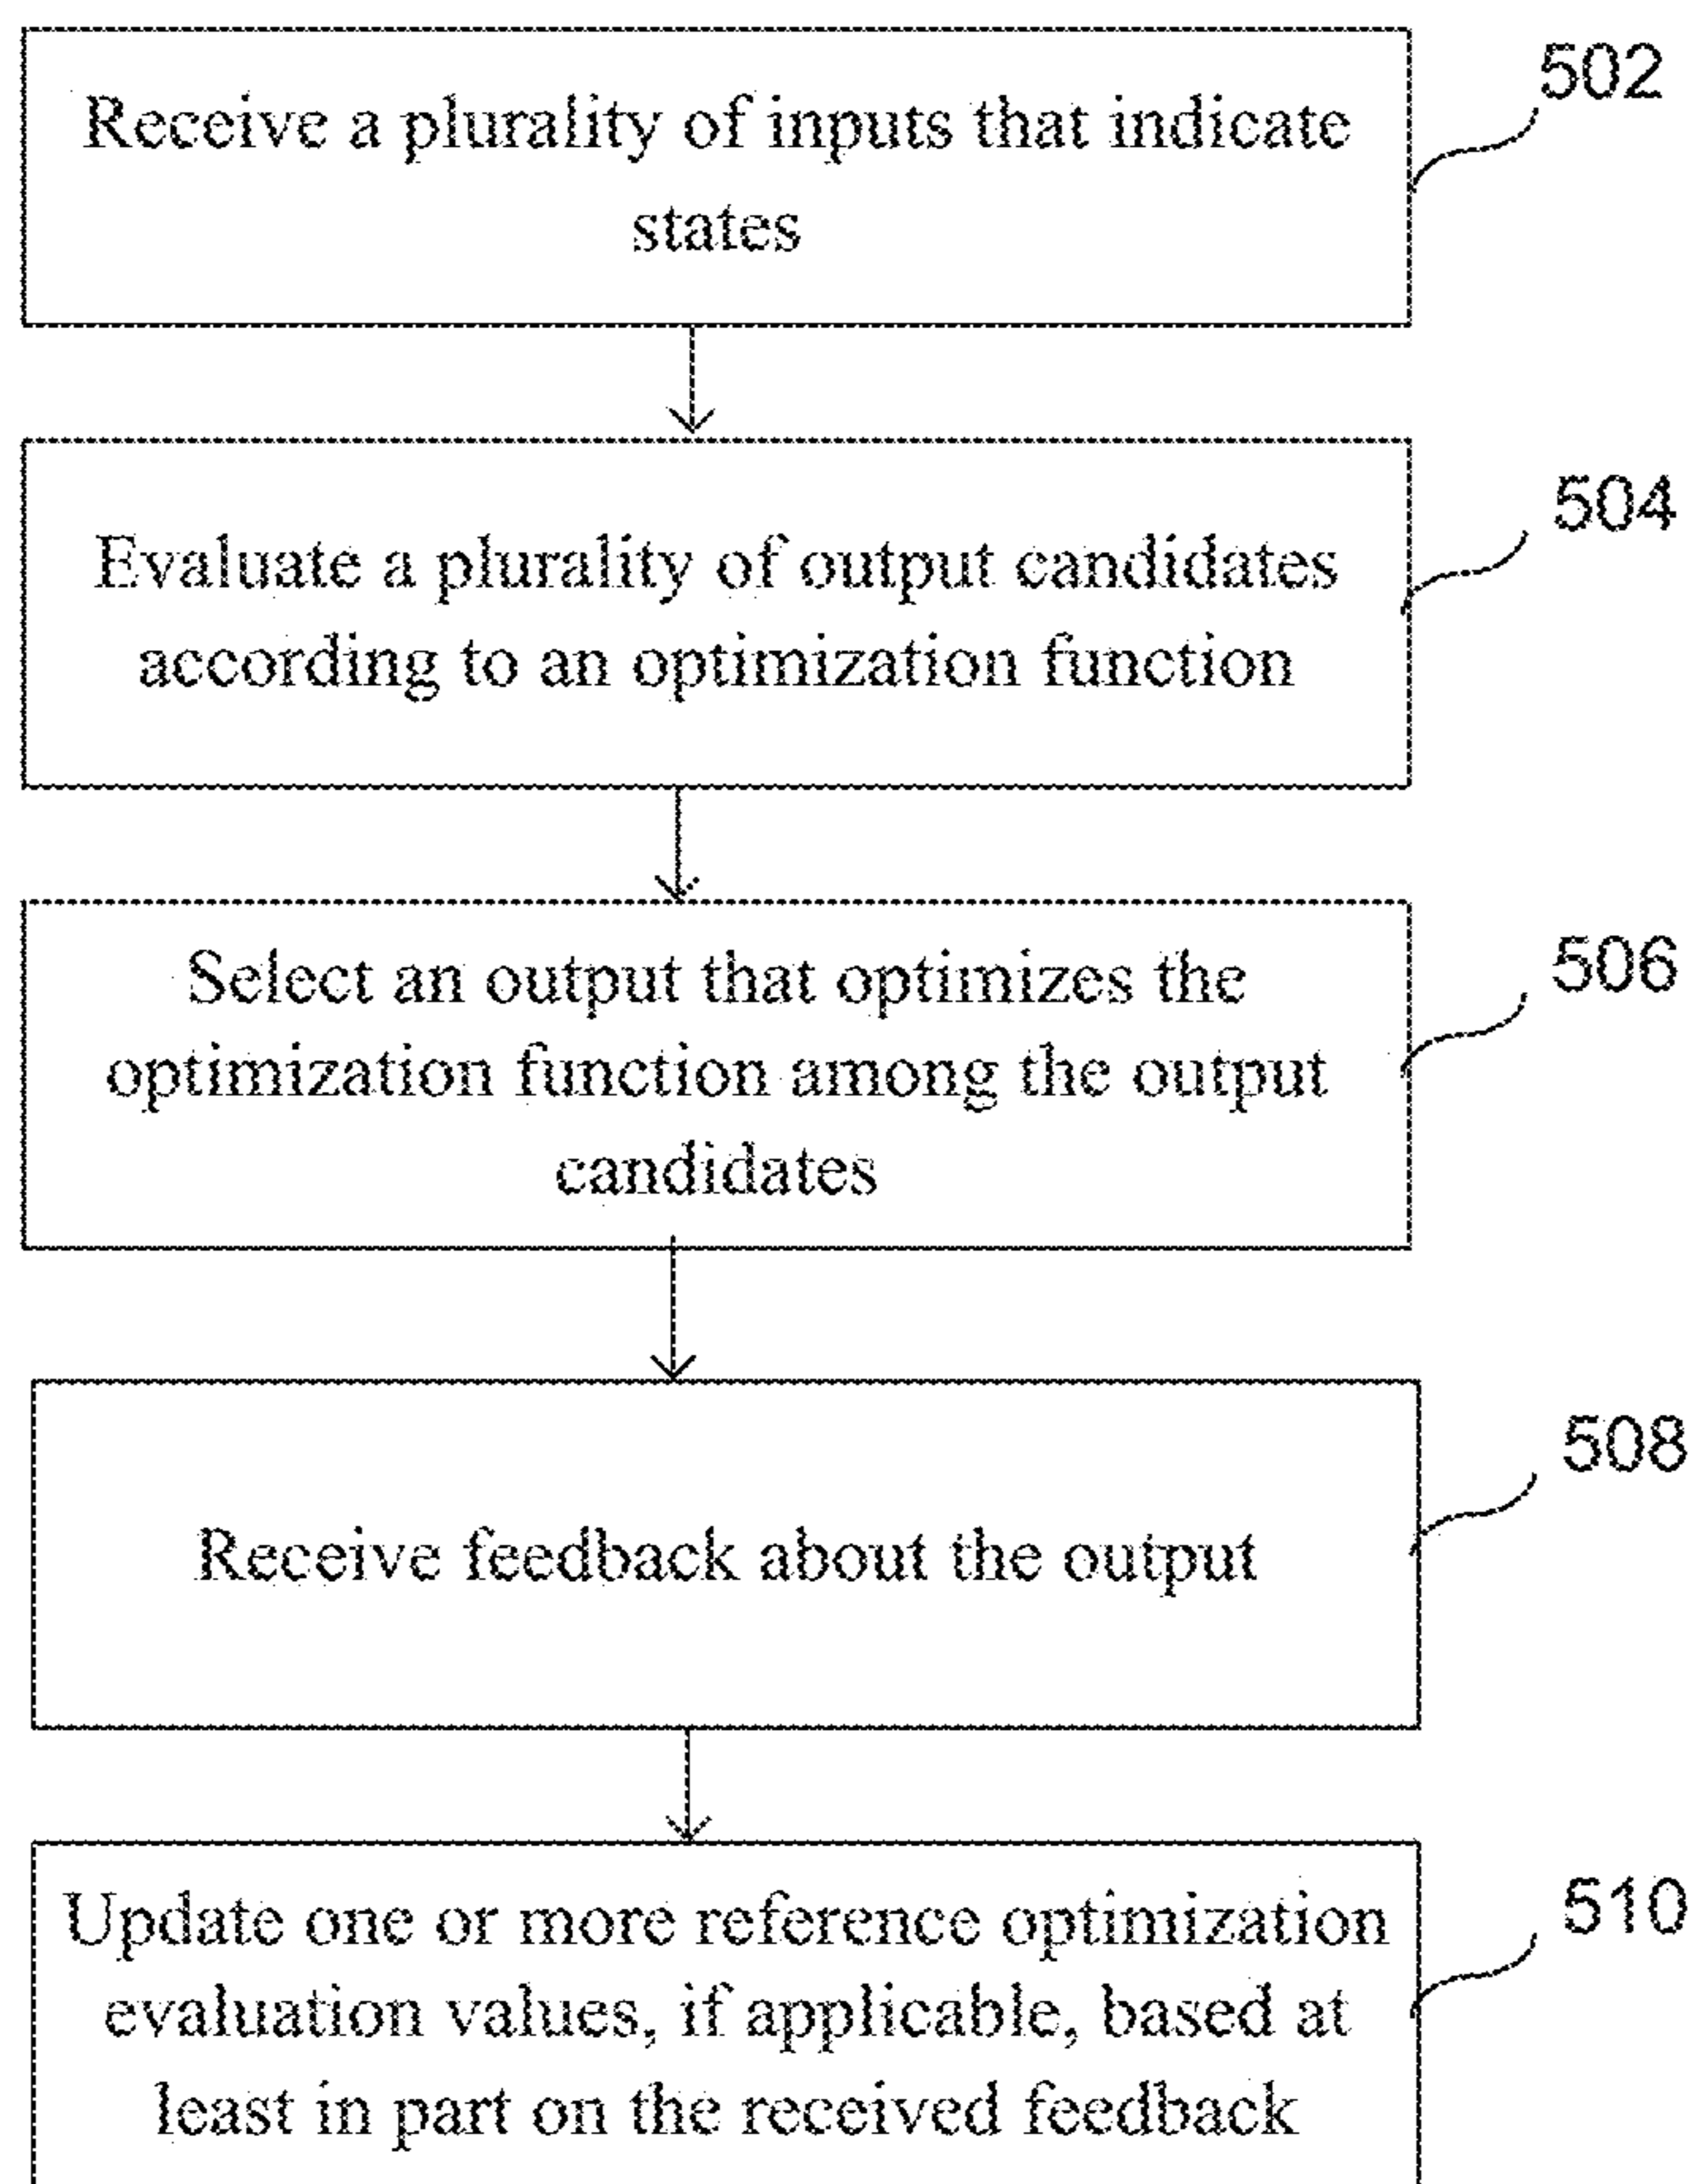 Receive a plurality of inputs that indicate
states
502
Evaluate a plurality of output candidates
according to an optimization function
504
Select an output that optimizes the
optimization function among the output
candidates
506
Receive feedback about the output
508
Update one or more reference optimization
evaluation values, if applicable, based at
least in part on the received feedback
510